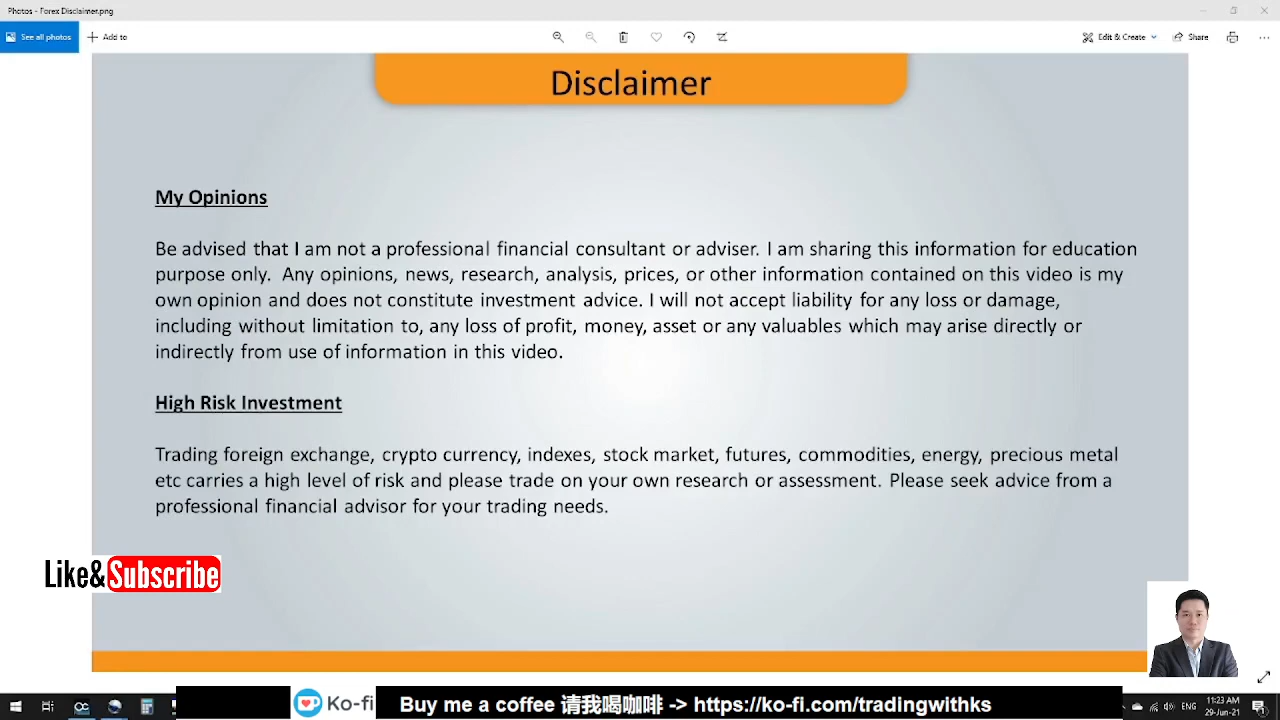 Photos - Forex Disclaimer.png
See all photos
Add to
Edit & Create
Share
Disclaimer
My Opinions
Be advised that I am not a professional financial consultant or adviser. I am sharing this information for education
purpose only. Any opinions, news, research, analysis, prices, or other information contained on this video is my
own opinion and does not constitute investment advice. I will not accept liability for any loss or damage,
including without limitation to, any loss of profit, money, asset or any valuables which may arise directly or
indirectly from use of information in this video.
High Risk Investment
Trading foreign exchange, crypto currency, indexes, stock market, futures, commodities, energy, precious metal
etc carries a high level of risk and please trade on your own research or assessment. Please seek advice from a
professional financial advisor for your trading needs.
Like& Subscribe
Ko-fi
Buy me a coffee 请我喝咖啡 -> https://ko-fi.com/tradingwithks
11:23 AM
29-Jun-21